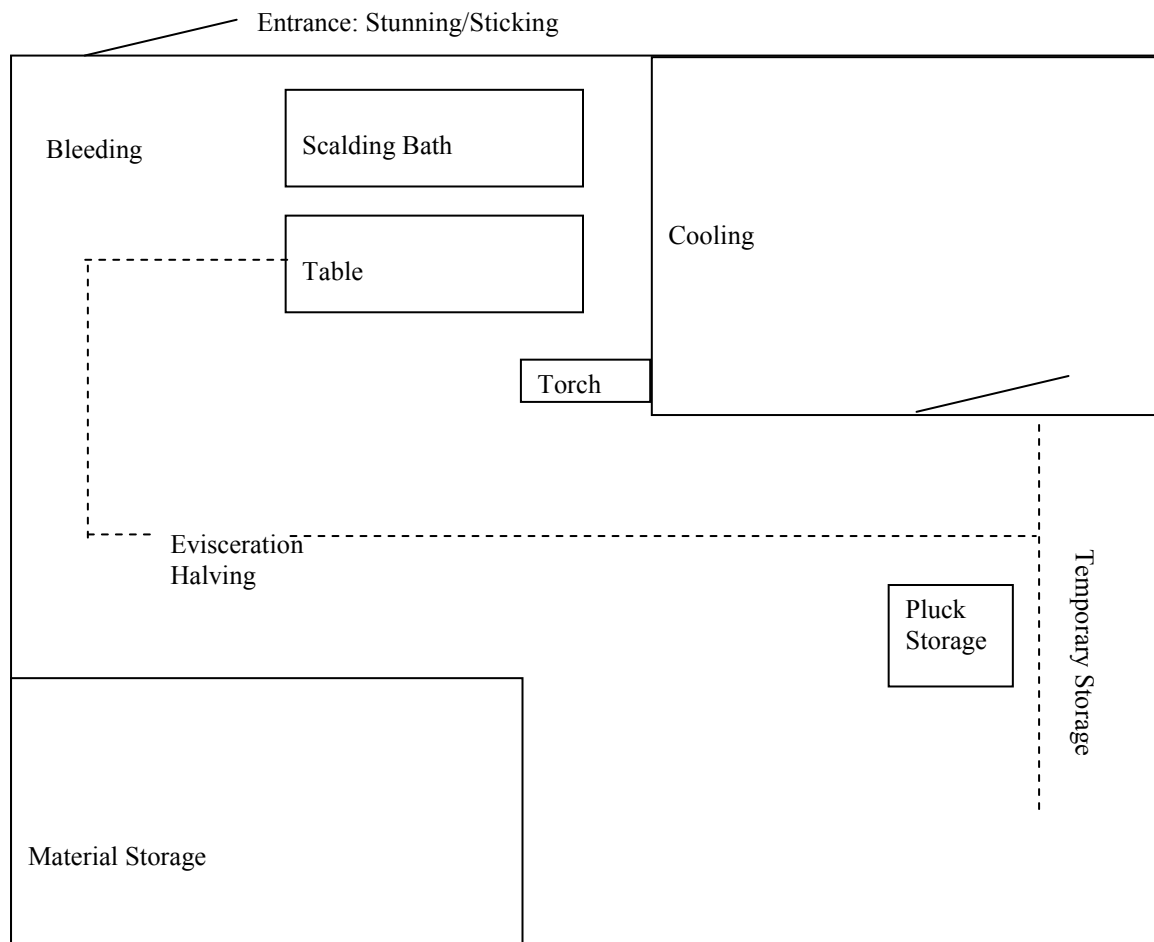 Entrance: Stunning/Sticking
Bleeding
Scalding Bath
Cooling
Table
Torch
Evisceration
Halving
Temporary Storage
Pluck
Storage
Material Storage